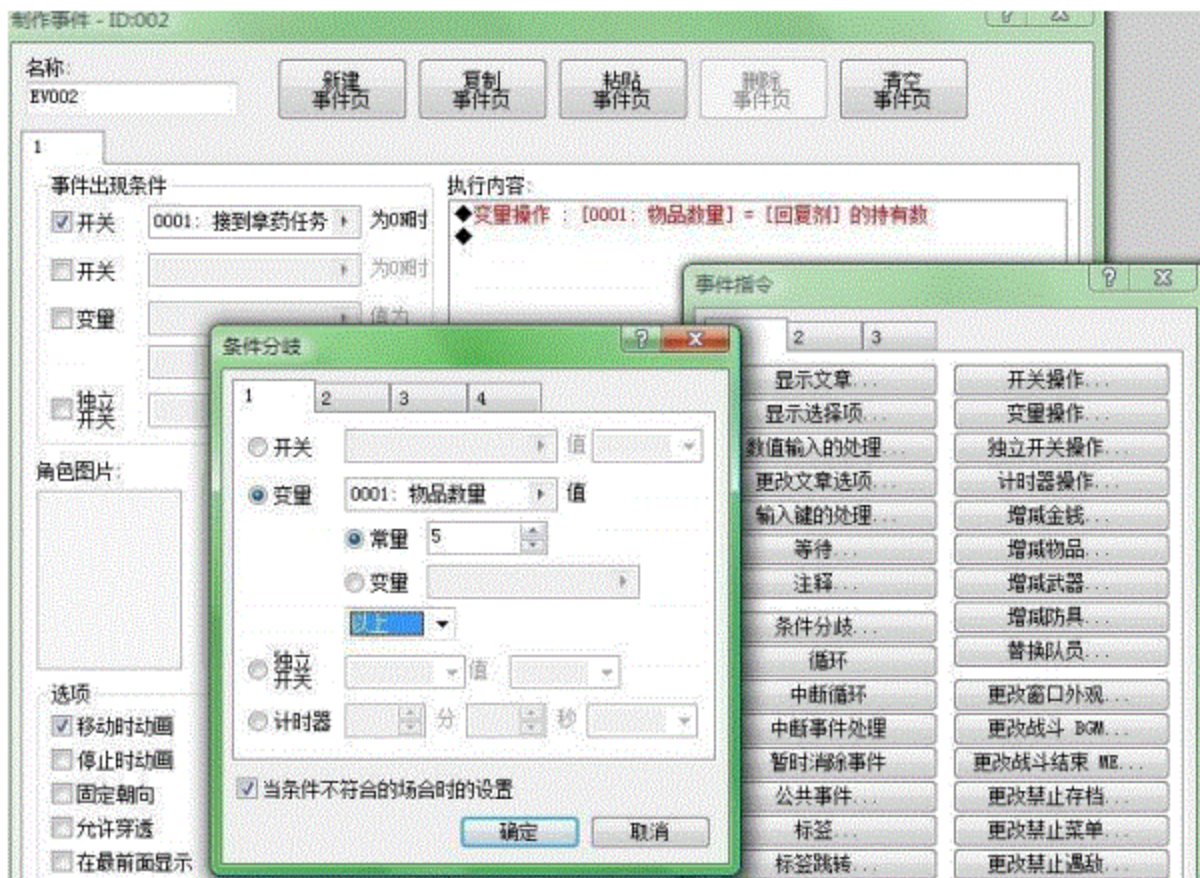 制作事件 - ID:002
名称:
EV002
新建
事件页
复制
事件页
粘贴
事件页
删除
事件页
清空
事件页
1
事件出现条件
开关
0001: 接到拿药任务
为ON时
开关
为ON时
变量
值为
独立
开关
角色图片:
选项
移动时动画
停止时动画
固定朝向
允许穿透
在最前面显示
执行内容:
◆变量操作 : [0001: 物品数量] = [回复剂] 的持有数
◆
条件分歧
1
2
3
4
开关
值
变量
0001: 物品数量
值
常量
5
变量
以上
独立
开关
值
计时器
分
秒
当条件不符合的场合时的设置
确定
取消
事件指令
2
3
显示文章...
开关操作...
显示选择项...
变量操作...
数值输入的处理...
独立开关操作...
更改文章选项...
计时器操作...
输入键的处理...
增减金钱...
等待...
增减物品...
注释...
增减武器...
增减防具...
条件分歧...
替换队员...
循环
中断循环
更改窗口外观...
中断事件处理
更改战斗 BGM...
暂时消除事件
更改战斗结束 ME...
公共事件...
更改禁止存档...
标签...
更改禁止菜单...
标签跳转...
更改禁止遇敌...